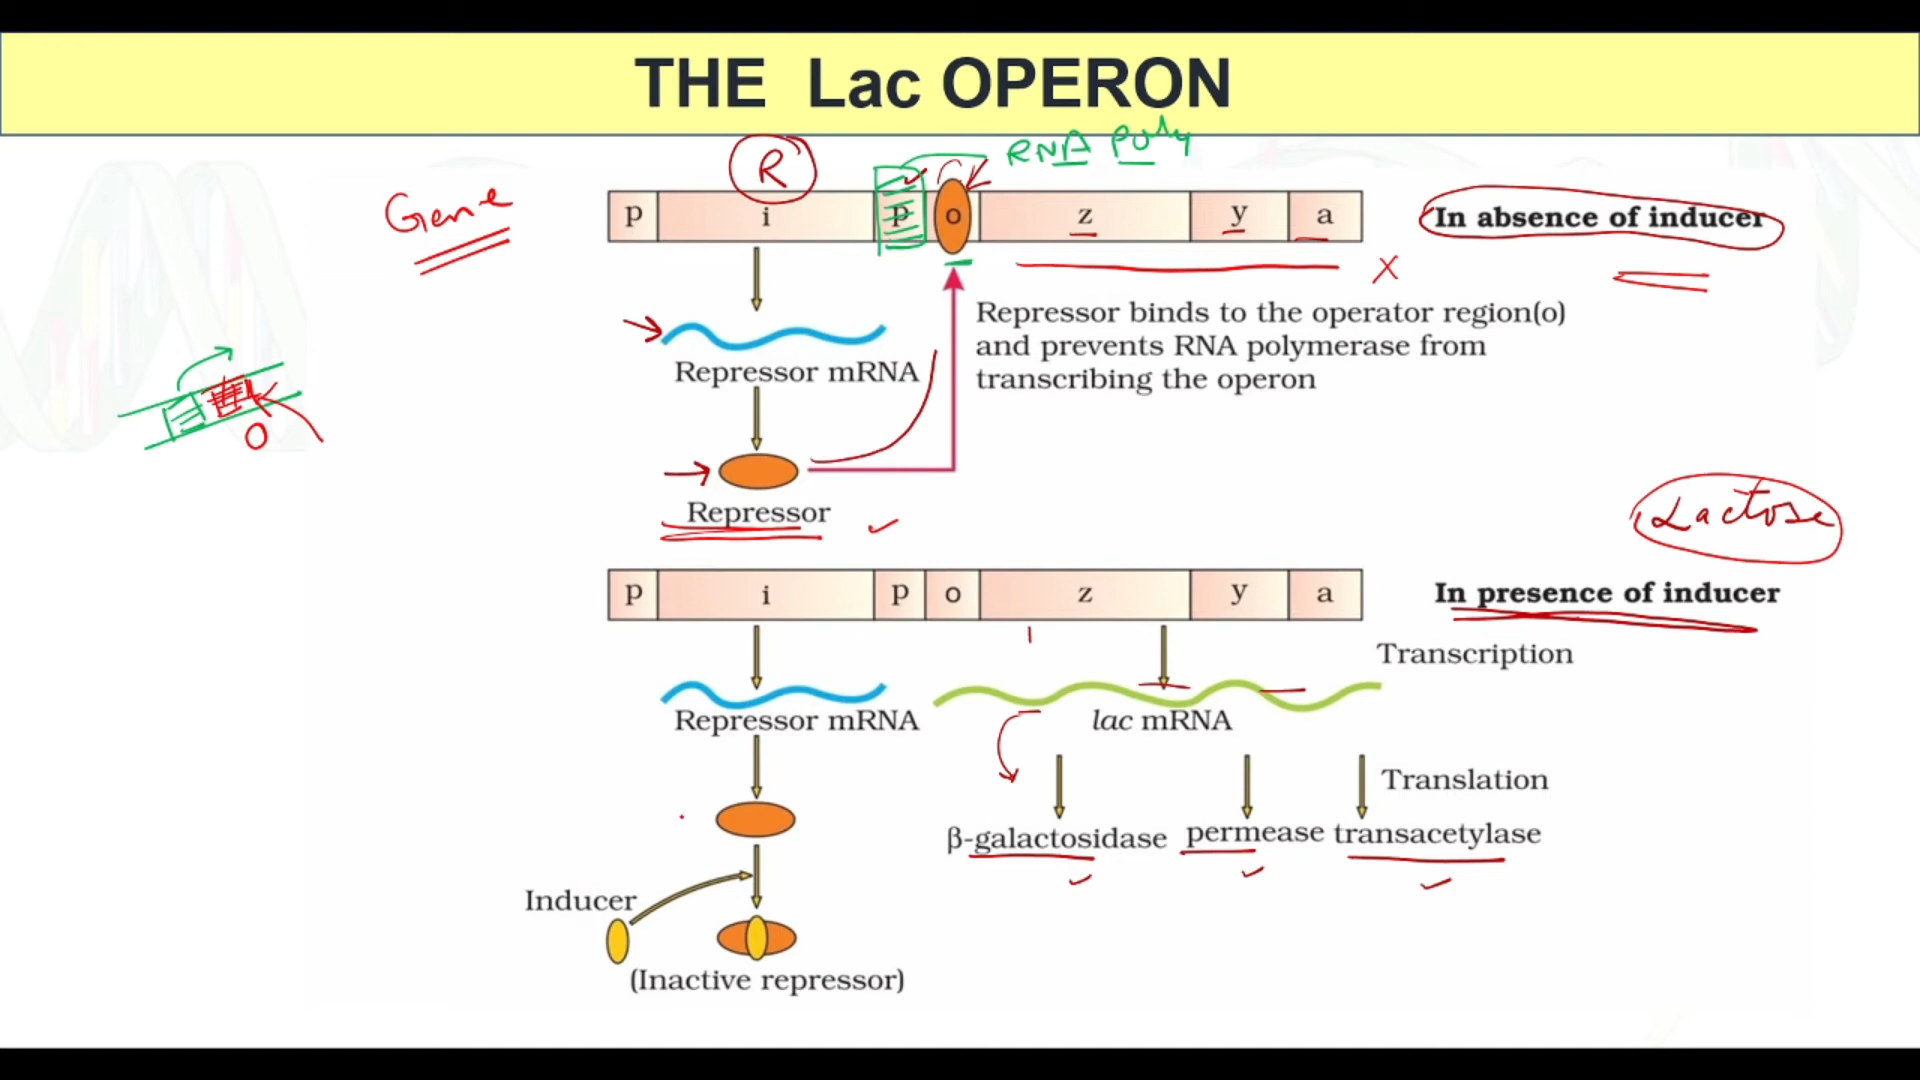 THE Lac OPERON
R
RNA Poly
Gene
p i p o z y a
In absence of inducer
X
Repressor binds to the operator region(o)
and prevents RNA polymerase from
transcribing the operon
Repressor mRNA
O
Repressor
Lactose
p i p o z y a
In presence of inducer
Transcription
Repressor mRNA
lac mRNA
Translation
β-galactosidase permease transacetylase
Inducer
(Inactive repressor)